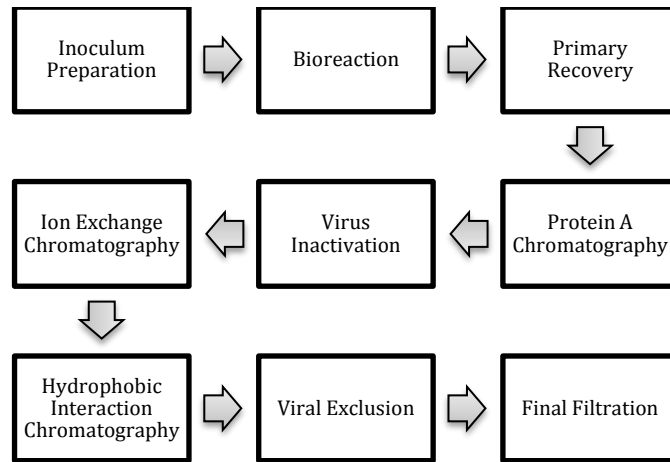 Inoculum
Preparation
Bioreaction
Primary
Recovery
Ion Exchange
Chromatography
Virus
Inactivation
Protein A
Chromatography
Hydrophobic
Interaction
Chromatography
Viral Exclusion
Final Filtration